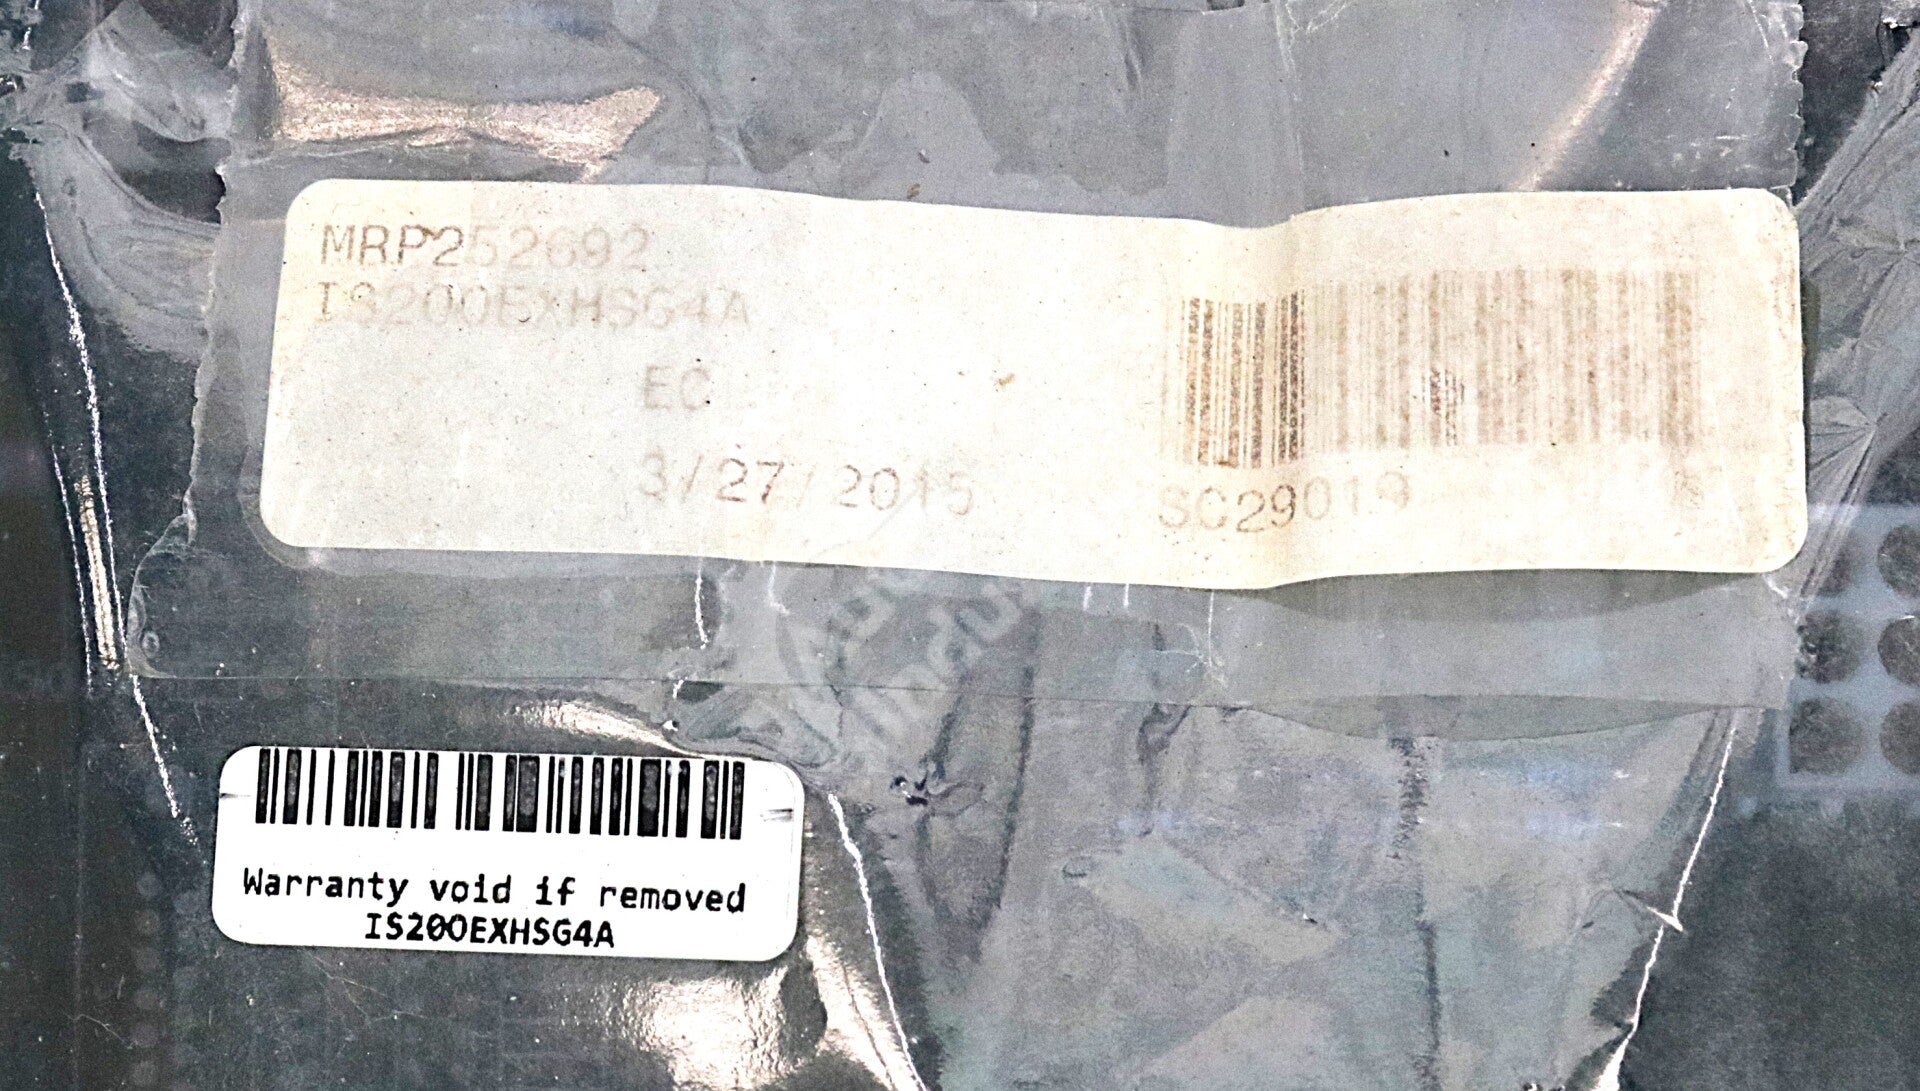 MRP252692
IS200EXHSG4A
EC
3/27/2015
SC29019
Warranty void if removed
IS200EXHSG4A